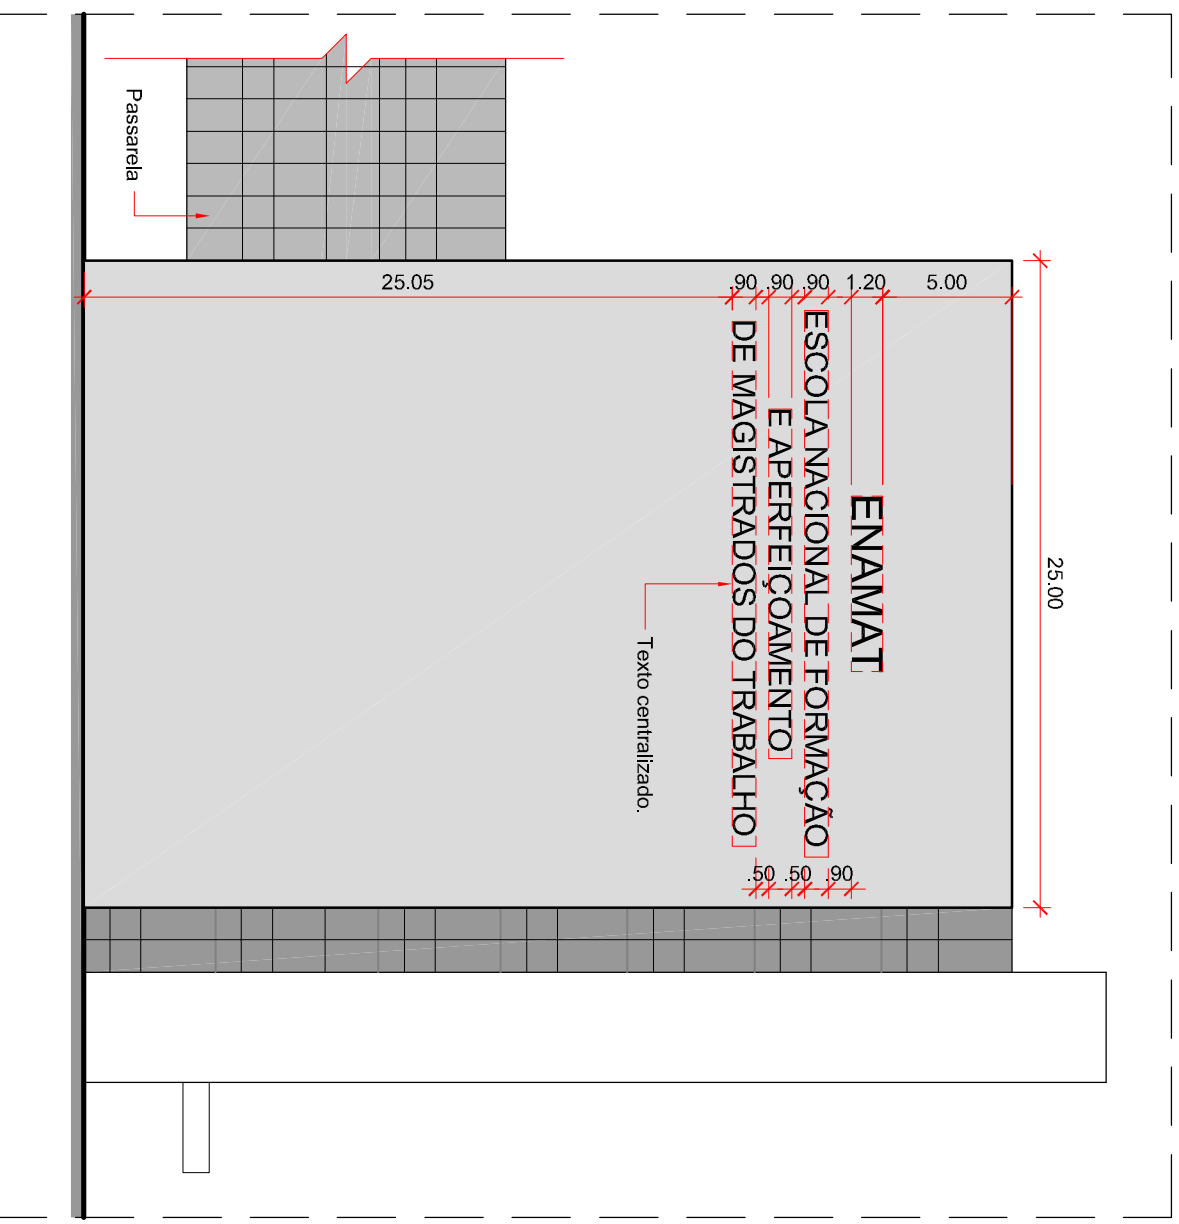 25.00
5.00
1.20
.90
.90
.90
25.05
ENAMAT
ESCOLA NACIONAL DE FORMAÇÃO
E APERFEIÇOAMENTO
DE MAGISTRADOS DO TRABALHO
.90
.50
.50
Texto centralizado.
Passarela